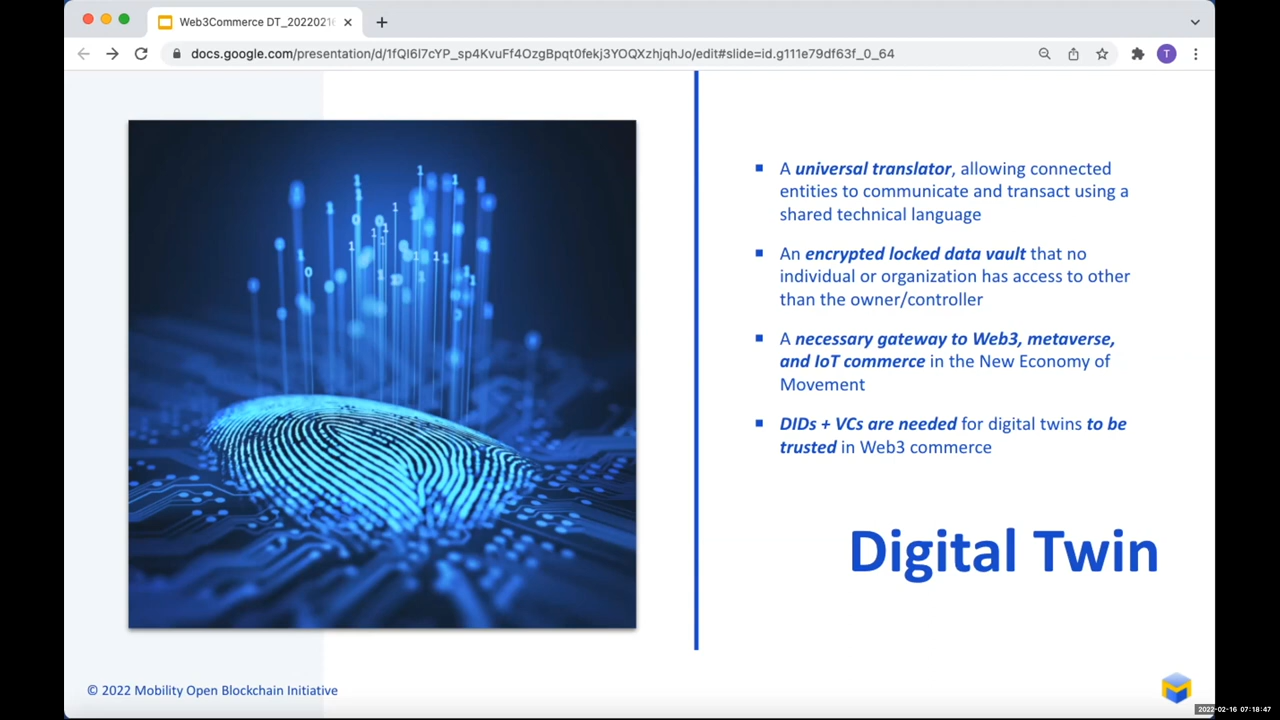 Web3Commerce DT_2022021
docs.google.com/presentation/d/1fQI6l7cYP_sp4KvuFf4OzgBpqt0fekj3YOQXzhjqhJo/edit#slide=id.g111e79df63f_0_64
T
A universal translator, allowing connected
entities to communicate and transact using a
shared technical language
An encrypted locked data vault that no
individual or organization has access to other
than the owner/controller
A necessary gateway to Web3, metaverse,
and IoT commerce in the New Economy of
Movement
DIDs + VCs are needed for digital twins to be
trusted in Web3 commerce
Digital Twin
© 2022 Mobility Open Blockchain Initiative
2022-02-16 07:18:47